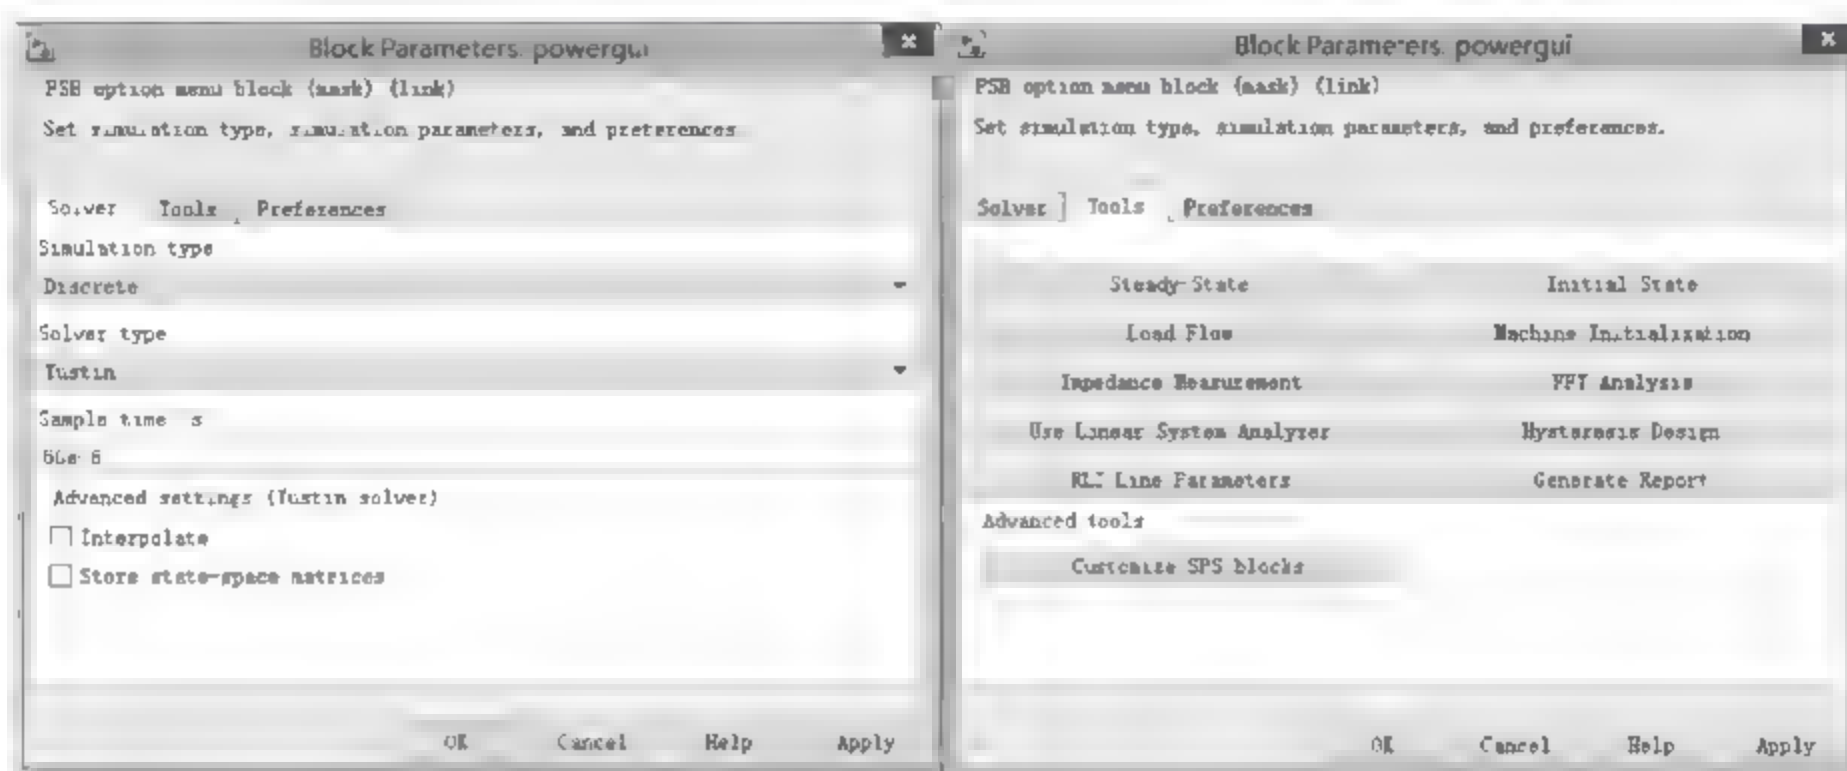 Block Parameters: powergui
PSB option menu block (mask) (link)
Set simulation type, simulation parameters, and preferences
Solver Tools Preferences
Simulation type
Discrete
Solver type
Tustin
Sample time s
Advanced settings (Tustin solver)
Interpolate
Store state-space matrices
OK Cancel Help Apply
Block Parameters: powergui
PSB option menu block (mask) (link)
Set simulation type, simulation parameters, and preferences.
Solver Tools Preferences
Steady-State Initial State
Load Flow Machine Initialization
Impedance Measurement FFT Analysis
Use Linear System Analyzer Hysteresis Design
RLC Line Parameters Generate Report
Advanced tools
Customize SPS blocks
OK Cancel Help Apply